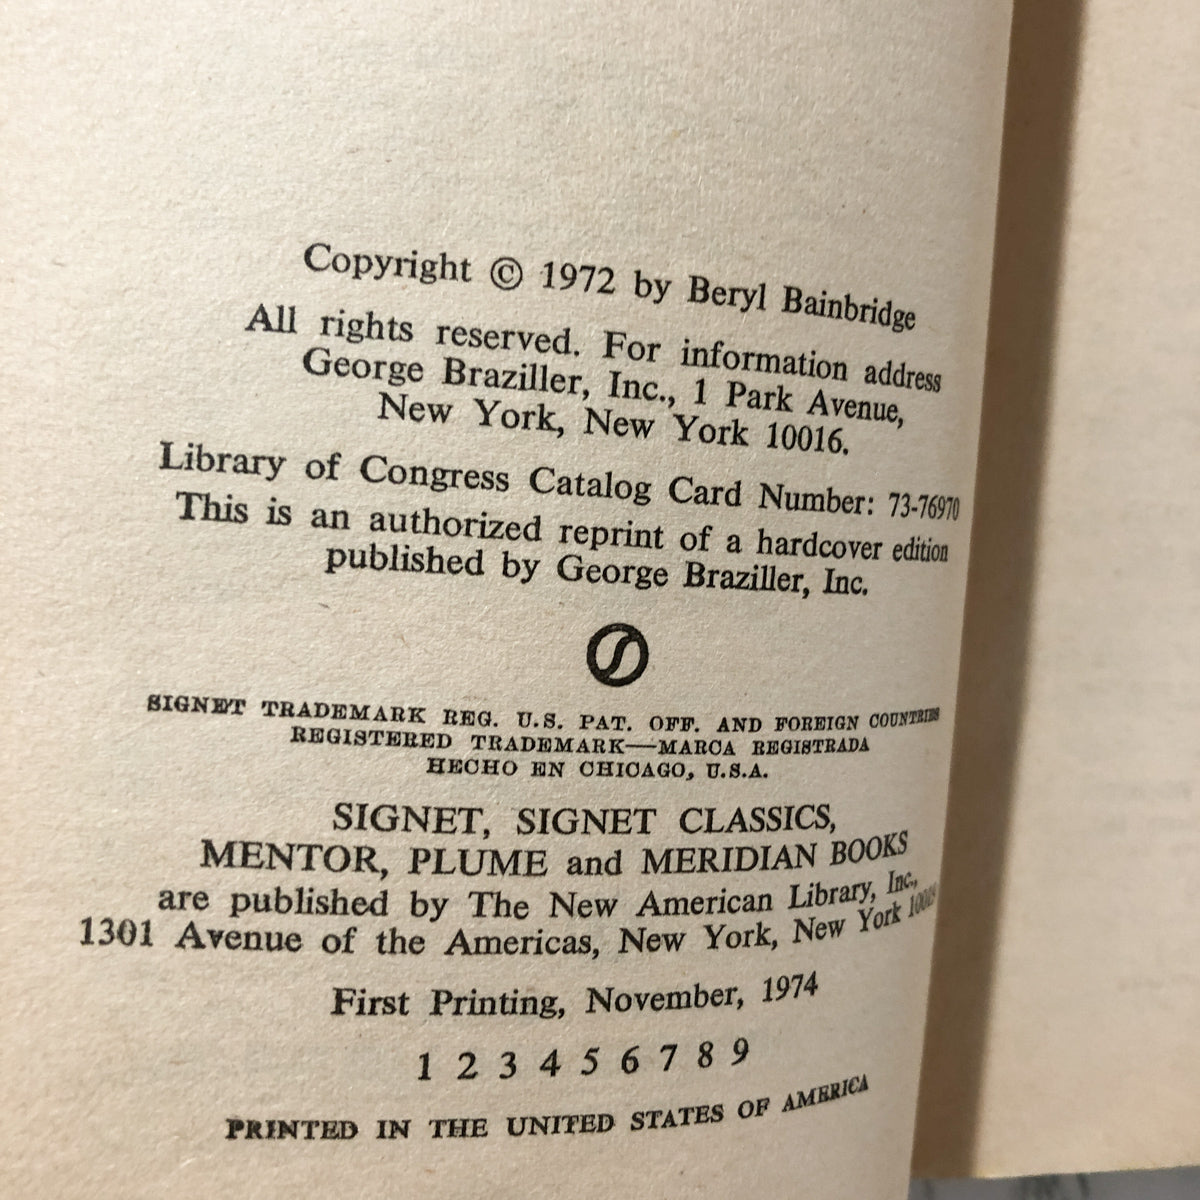 Copyright © 1972 by Beryl Bainbridge
All rights reserved. For information address
George Braziller, Inc., 1 Park Avenue,
New York, New York 10016.
Library of Congress Catalog Card Number: 73-76970
This is an authorized reprint of a hardcover edition
published by George Braziller, Inc.
SIGNET TRADEMARK REG. U.S. PAT. OFF. AND FOREIGN COUNTRIES
REGISTERED TRADEMARK—MARCA REGISTRADA
HECHO EN CHICAGO, U.S.A.
SIGNET, SIGNET CLASSICS,
MENTOR, PLUME and MERIDIAN BOOKS
are published by The New American Library, Inc.,
1301 Avenue of the Americas, New York, New York
First Printing, November, 1974
1 2 3 4 5 6 7 8 9
PRINTED IN THE UNITED STATES OF AMERICA